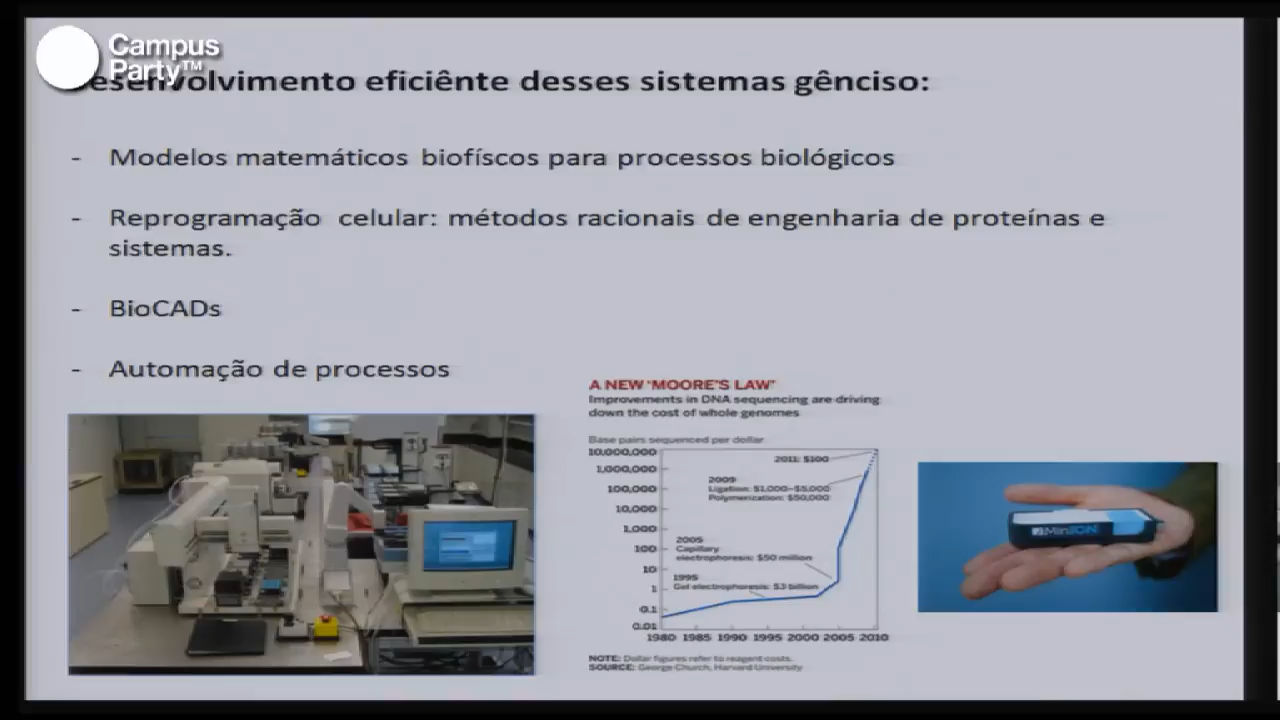 Campus
Party™
Desenvolvimento eficiênte desses sistemas gênciso:
- Modelos matemáticos biofíscos para processos biológicos
- Reprogramação celular: métodos racionais de engenharia de proteínas e
sistemas.
- BioCADs
- Automação de processos
A NEW 'MOORE'S LAW'
Improvements in DNA sequencing are driving
down the cost of whole genomes
Base pairs sequenced per dollar
10,000,000
1,000,000
100,000
10,000
1,000
100
10
1
0.1
0.01
2011: $100
2009
Ligation: $1,000–$5,000
Polymerization: $50,000
2005
Capillary
electrophoresis: $50 million
1995
Gel electrophoresis: $3 billion
1980 1985 1990 1995 2000 2005 2010
NOTE: Dollar figures refer to reagent costs.
SOURCE: George Church, Harvard University
MinION